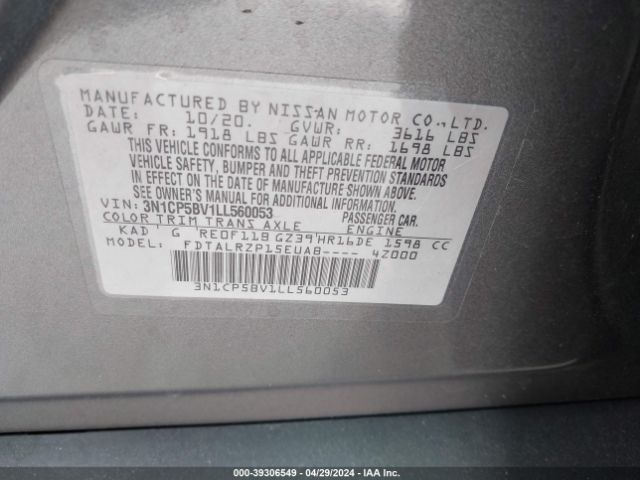 MANUFACTURED BY NISSAN MOTOR CO.,LTD.
DATE: 10/20. GVWR: 3616 LBS
GAWR FR: 1918 LBS GAWR RR: 1698 LBS
THIS VEHICLE CONFORMS TO ALL APPLICABLE FEDERAL MOTOR
VEHICLE SAFETY, BUMPER AND THEFT PREVENTION STANDARDS
IN EFFECT ON THE DATE OF MANUFACTURE SHOWN ABOVE.
SEE OWNER'S MANUAL FOR ADDITIONAL INFORMATION.
VIN: 3N1CP5BV1LL560053 PASSENGER CAR.
COLOR TRIM TRANS AXLE ENGINE
KAD ' G ' RE0F11B GZ39'HR16DE 1598 CC
MODEL: FDTALRZP15EUAB---- 4Z000
3N1CP5BV1LL560053
000-39306549 - 04/29/2024 - IAA Inc.